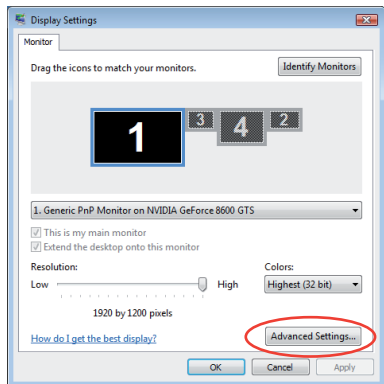 Display Settings
Monitor
Drag the icons to match your monitors.
Identify Monitors
1 3 4 2
1. Generic PnP Monitor on NVIDIA GeForce 8600 GTS
This is my main monitor
Extend the desktop onto this monitor
Resolution:
Colors:
Low High
Highest (32 bit)
1920 by 1200 pixels
How do I get the best display?
Advanced Settings...
OK Cancel Apply